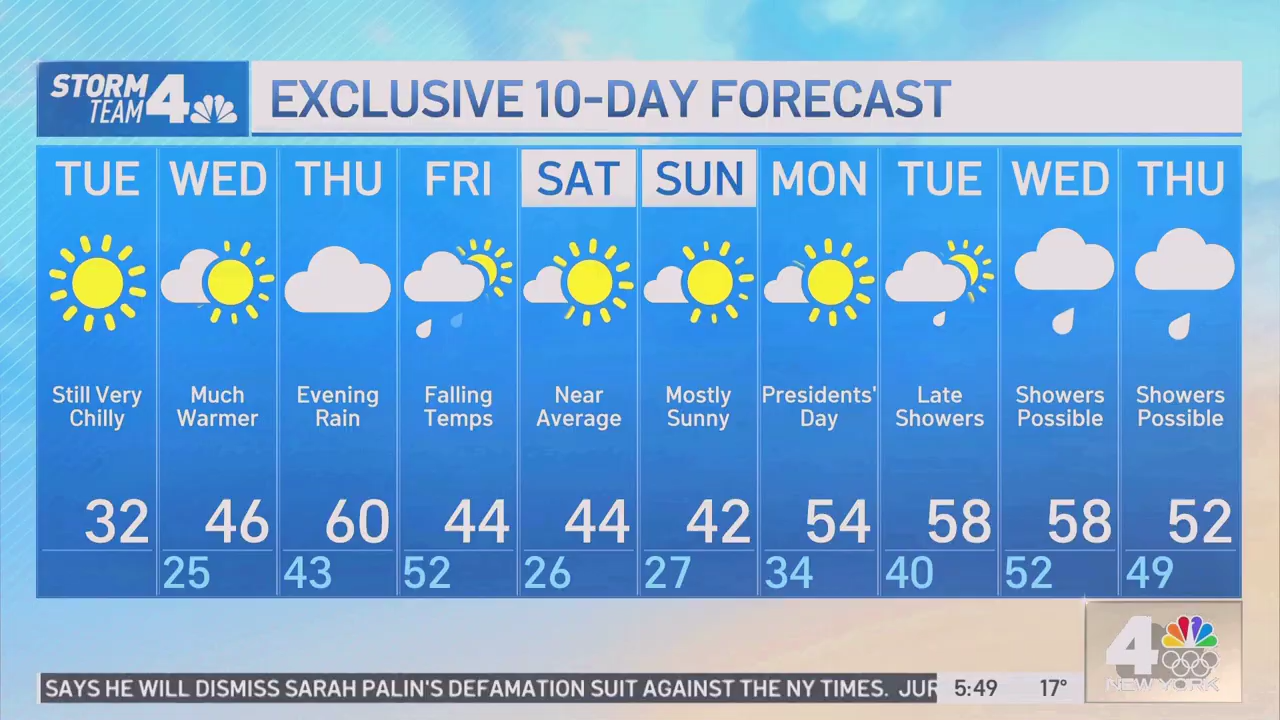 STORM TEAM 4
EXCLUSIVE 10-DAY FORECAST
TUE WED THU FRI SAT SUN MON TUE WED THU
Still Very Much Evening Falling Near Mostly Presidents' Late Showers Showers
Chilly Warmer Rain Temps Average Sunny Day Showers Possible Possible
32 46 60 44 44 42 54 58 58 52
25 43 52 26 27 34 40 52 49
4
NEW YORK
SAYS HE WILL DISMISS SARAH PALIN'S DEFAMATION SUIT AGAINST THE NY TIMES. JUR 5:49 17°